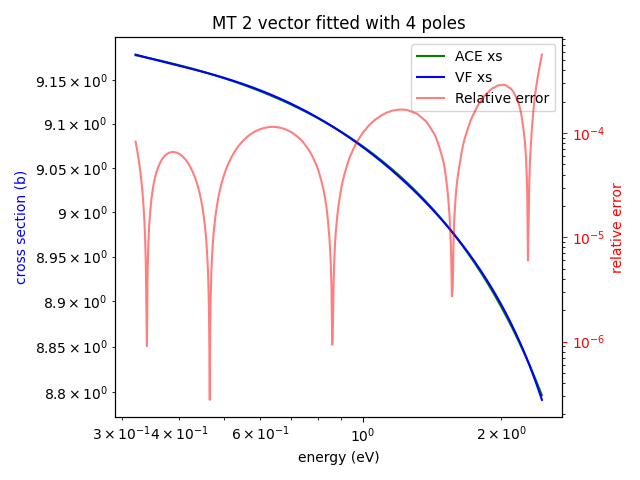 MT 2 vector fitted with 4 poles
ACE xs
VF xs
Relative error
9.15 × 10⁰
9.1 × 10⁰
9.05 × 10⁰
9 × 10⁰
8.95 × 10⁰
8.9 × 10⁰
8.85 × 10⁰
8.8 × 10⁰
cross section (b)
10⁻⁴
10⁻⁵
10⁻⁶
relative error
3 × 10⁻¹ 4 × 10⁻¹ 6 × 10⁻¹ 10⁰ 2 × 10⁰
energy (eV)